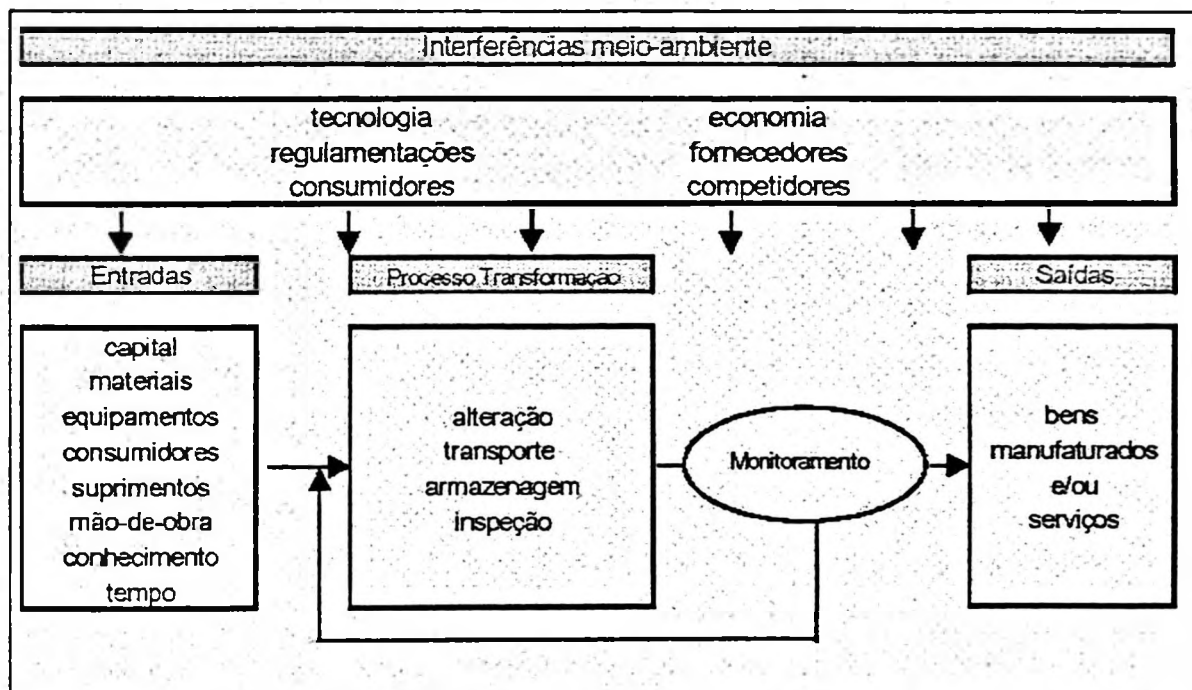 Interferências meio-ambiente
tecnologia economia
regulamentações fornecedores
consumidores competidores
Entradas Processo Transformação Saídas
capital
materiais
equipamentos
consumidores
suprimentos
mão-de-obra
conhecimento
tempo
alteração
transporte
armazenagem
inspeção
Monitoramento
bens
manufaturados
e/ou
serviços